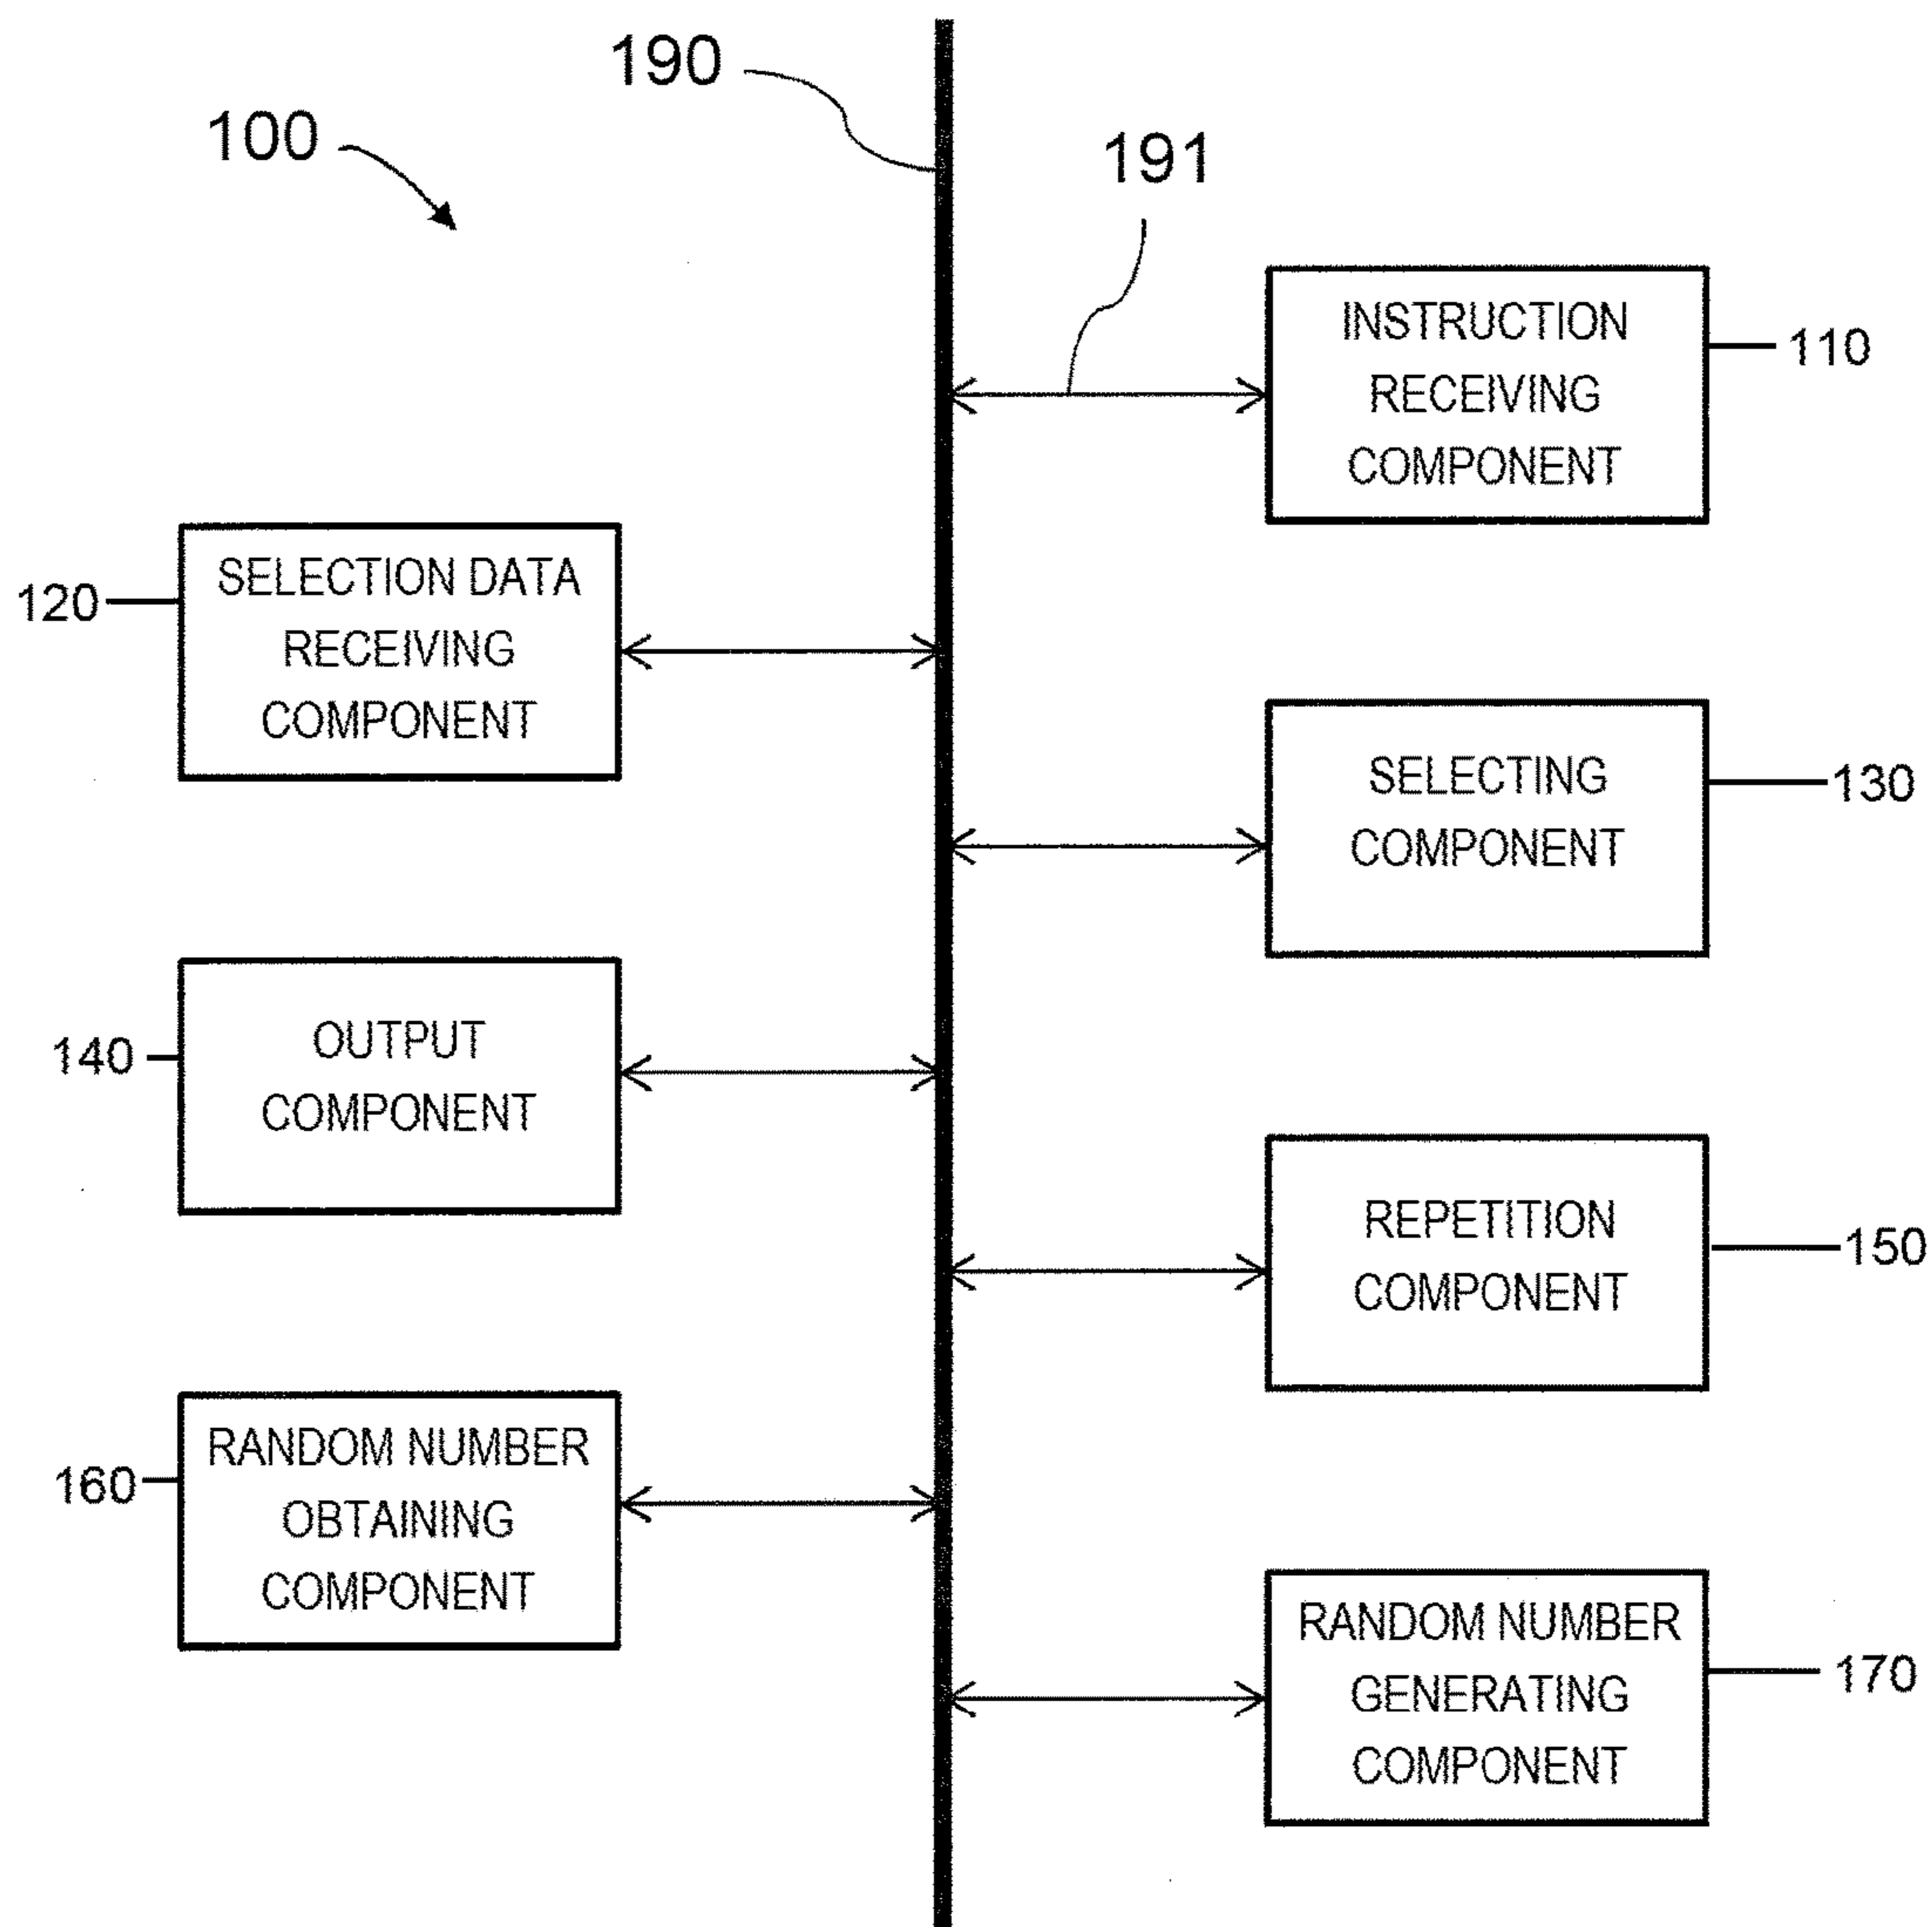 190
100
191
INSTRUCTION
RECEIVING
COMPONENT
110
120
SELECTION DATA
RECEIVING
COMPONENT
SELECTING
COMPONENT
130
140
OUTPUT
COMPONENT
REPETITION
COMPONENT
150
160
RANDOM NUMBER
OBTAINING
COMPONENT
RANDOM NUMBER
GENERATING
COMPONENT
170